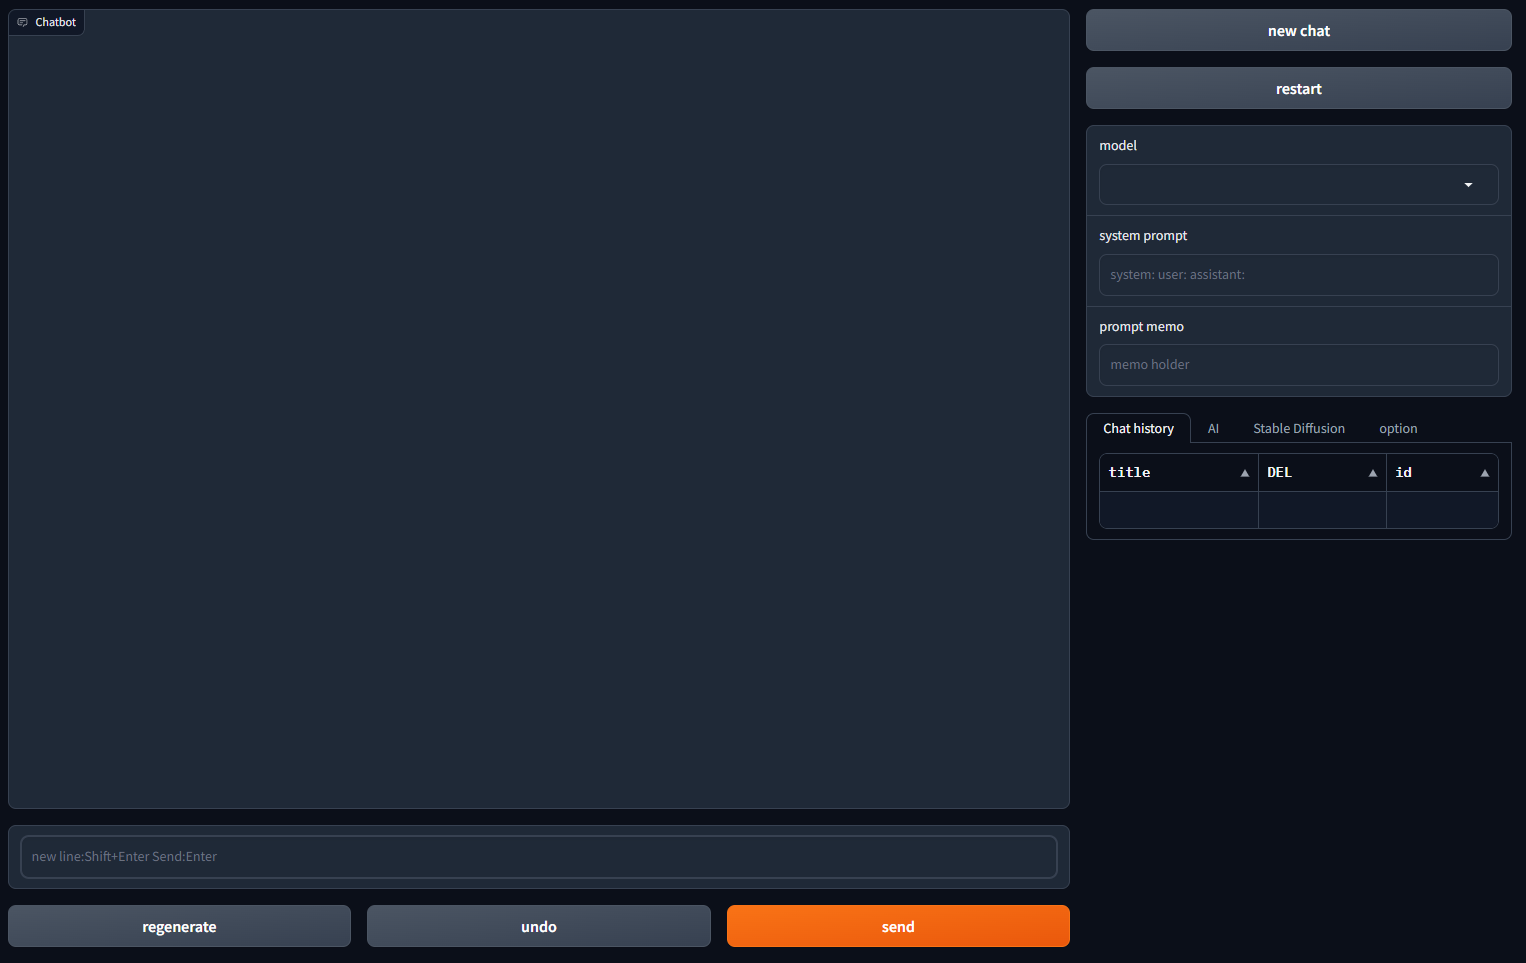 Chatbot
new line:Shift+Enter Send:Enter
regenerate
undo
send
new chat
restart
model
system prompt
system: user: assistant:
prompt memo
memo holder
Chat history
AI
Stable Diffusion
option
title
DEL
id